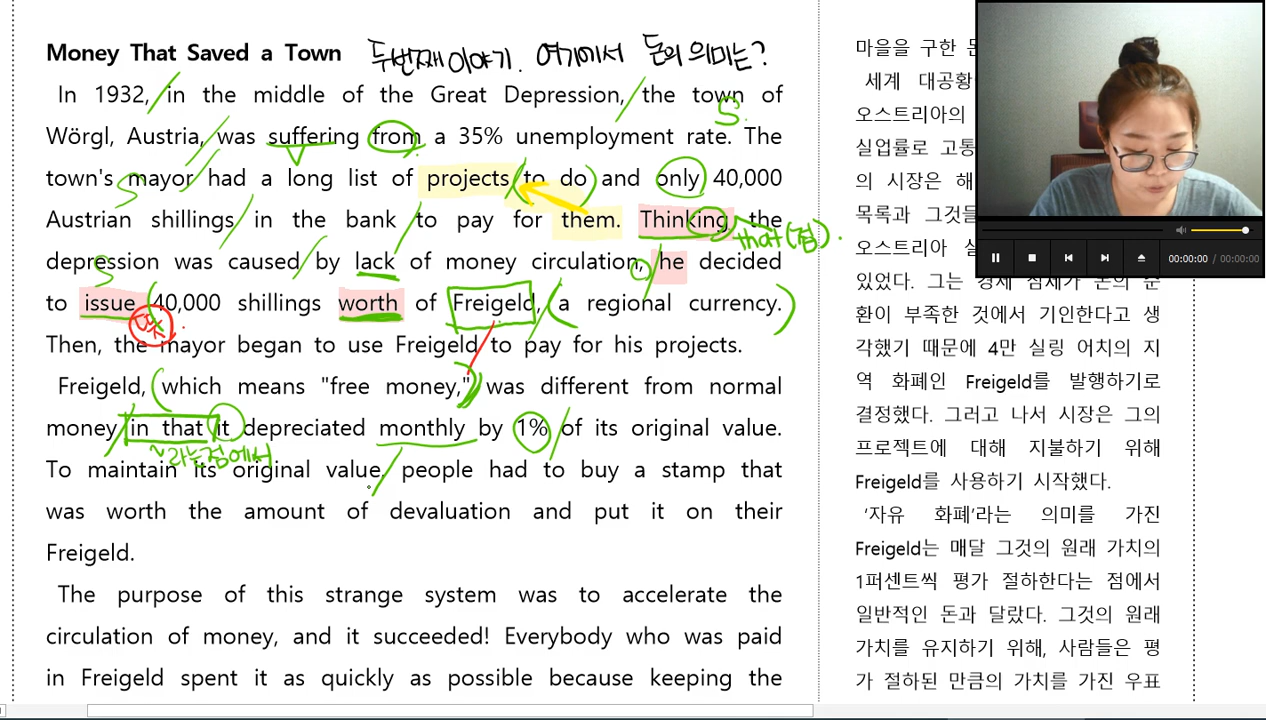 Money That Saved a Town 두번째 이야기. 여기에서 돈의 의미는?
In 1932, in the middle of the Great Depression, the town of
S
Wörgl, Austria, was suffering from a 35% unemployment rate. The
V
town's mayor had a long list of projects to do and only 40,000
S
Austrian shillings in the bank to pay for them. Thinking the
that(점).
depression was caused by lack of money circulation, he decided
S
to issue 40,000 shillings worth of Freigeld, a regional currency.
Then, the mayor began to use Freigeld to pay for his projects.
Freigeld, (which means "free money,") was different from normal
money in that it depreciated monthly by 1% of its original value.
~라는점에서
To maintain its original value, people had to buy a stamp that
was worth the amount of devaluation and put it on their
Freigeld.
The purpose of this strange system was to accelerate the
circulation of money, and it succeeded! Everybody who was paid
in Freigeld spent it as quickly as possible because keeping the
마을을 구한
세계 대공황
오스트리아의
실업률로 고통
의 시장은 해
목록과 그것들
오스트리아
있었다. 그는 경제 침체가 돈의 순
환이 부족한 것에서 기인한다고 생
각했기 때문에 4만 실링 어치의 지
역 화폐인 Freigeld를 발행하기로
결정했다. 그러고 나서 시장은 그의
프로젝트에 대해 지불하기 위해
Freigeld를 사용하기 시작했다.
‘자유 화폐’라는 의미를 가진
Freigeld는 매달 그것의 원래 가치의
1퍼센트씩 평가 절하한다는 점에서
일반적인 돈과 달랐다. 그것의 원래
가치를 유지하기 위해, 사람들은 평
가 절하된 만큼의 가치를 가진 우표
00:00:00 / 00:00:00